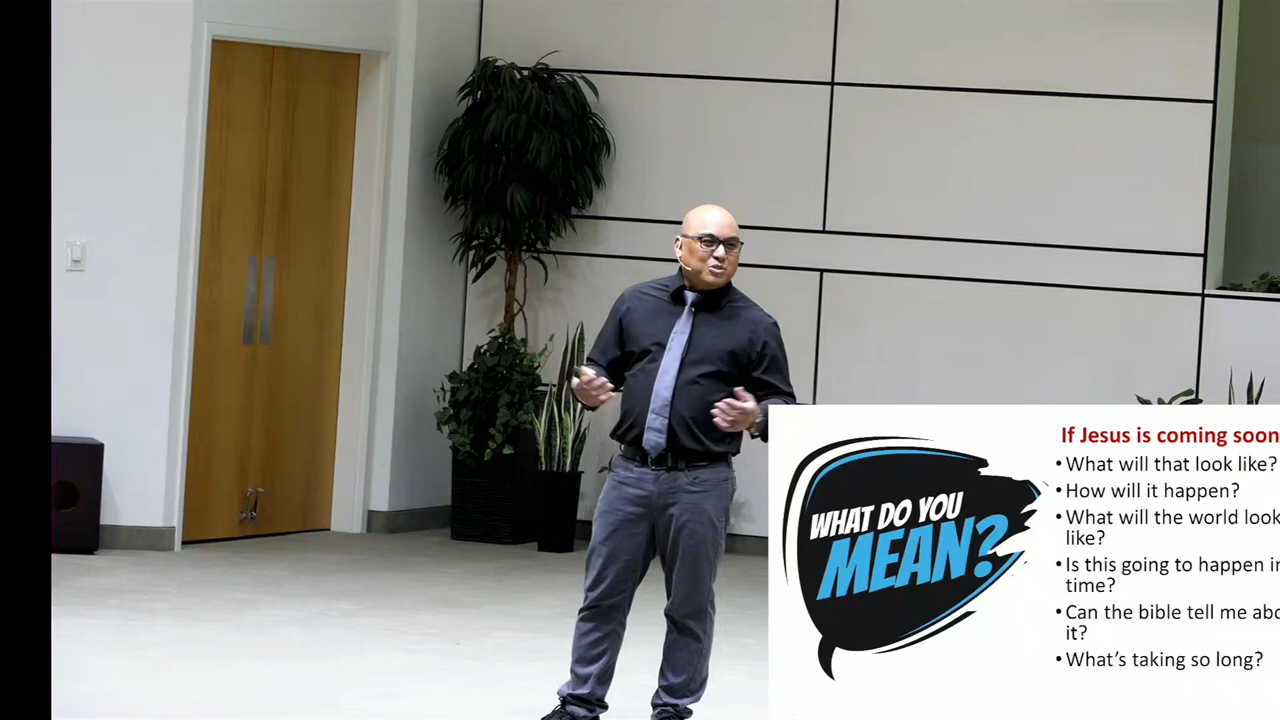 WHAT DO YOU
MEAN?
If Jesus is coming soon
•What will that look like?
•How will it happen?
•What will the world look
like?
•Is this going to happen in
time?
•Can the bible tell me
it?
•What's taking so long?